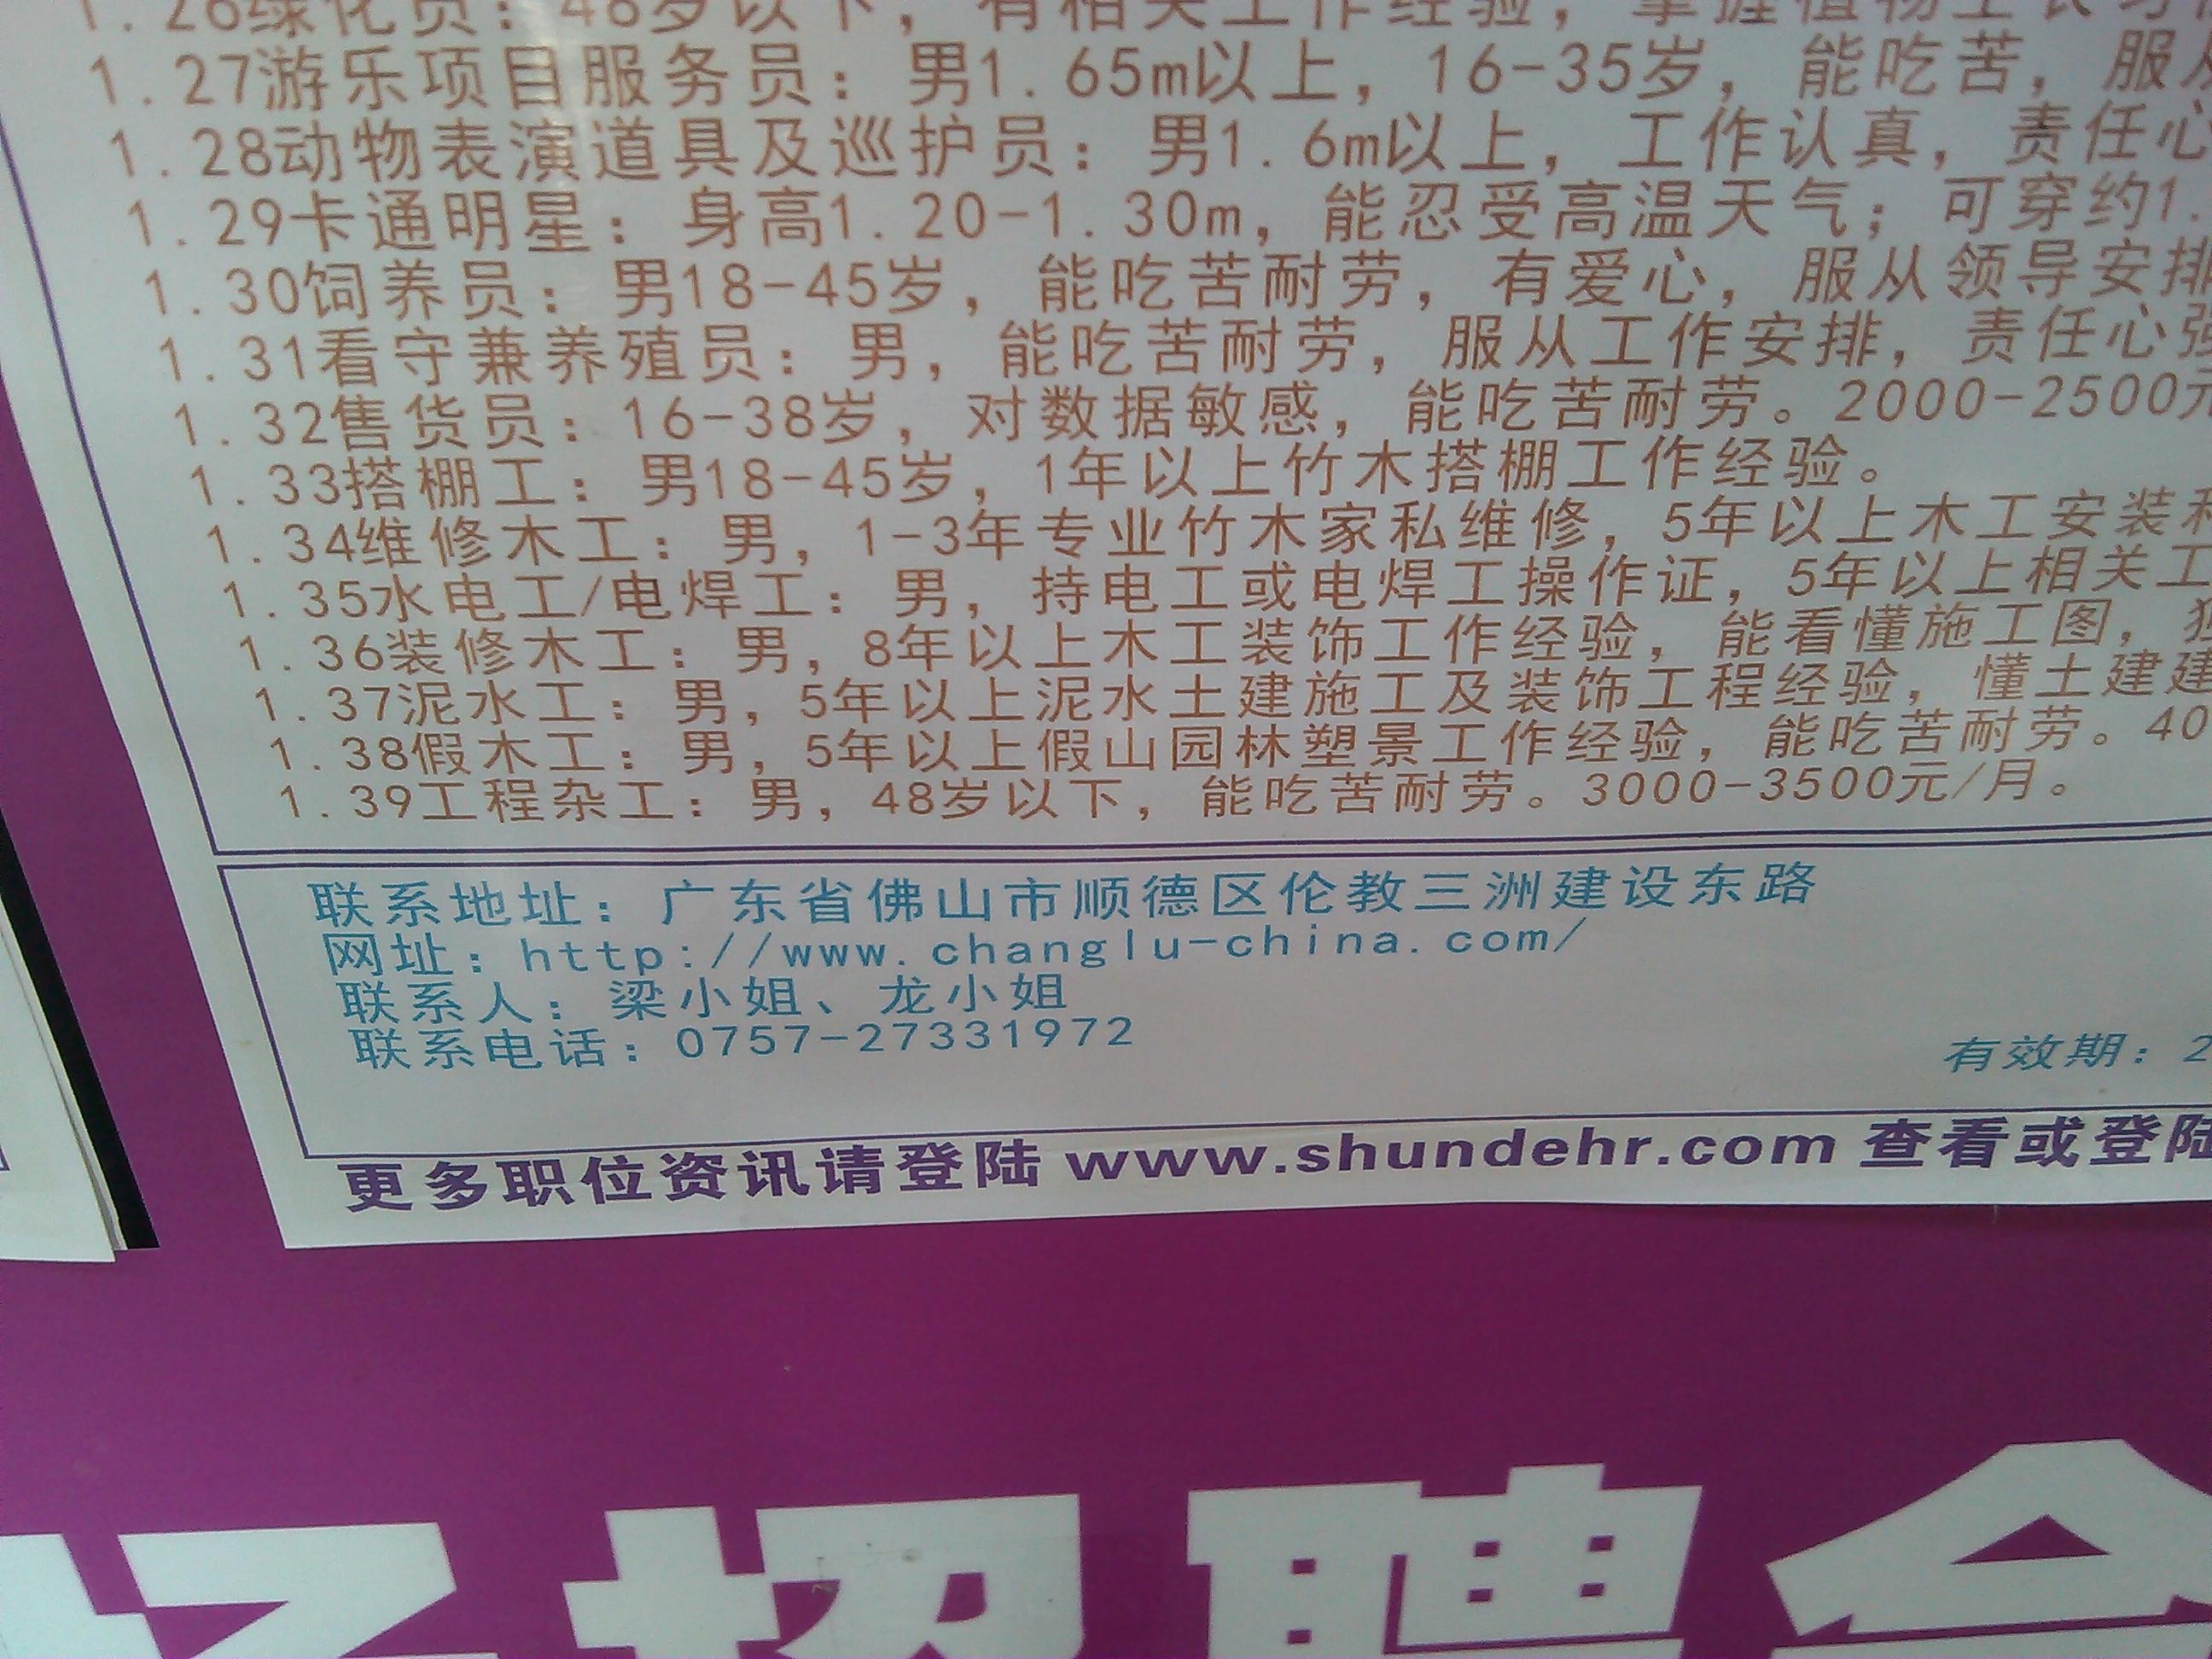 1.26绿化员：48岁以下，有相关工作经验，掌握植物生长习
1.27游乐项目服务员：男1.65m以上，16-35岁，能吃苦，服从
1.28动物表演道具及巡护员：男1.6m以上，工作认真，责任心
1.29卡通明星：身高1.20-1.30m，能忍受高温天气；可穿约1.
1.30饲养员：男18-45岁，能吃苦耐劳，有爱心，服从领导安排
1.31看守兼养殖员：男，能吃苦耐劳，服从工作安排，责任心强
1.32售货员：16-38岁，对数据敏感，能吃苦耐劳。2000-2500元
1.33搭棚工：男18-45岁，1年以上竹木搭棚工作经验。
1.34维修木工：男，1-3年专业竹木家私维修，5年以上木工安装和
1.35水电工/电焊工：男，持电工或电焊工操作证，5年以上相关工
1.36装修木工：男，8年以上木工装饰工作经验，能看懂施工图，
1.37泥水工：男，5年以上泥水土建施工及装饰工程经验，懂土建建
1.38假木工：男，5年以上假山园林塑景工作经验，能吃苦耐劳。40
1.39工程杂工：男，48岁以下，能吃苦耐劳。3000-3500元/月。
联系地址：广东省佛山市顺德区伦教三洲建设东路
网址：http://www.changlu-china.com/
联系人：梁小姐、龙小姐
联系电话：0757-27331972
有效期：2
更多职位资讯请登陆 www.shundehr.com 查看或登陆
场招聘会